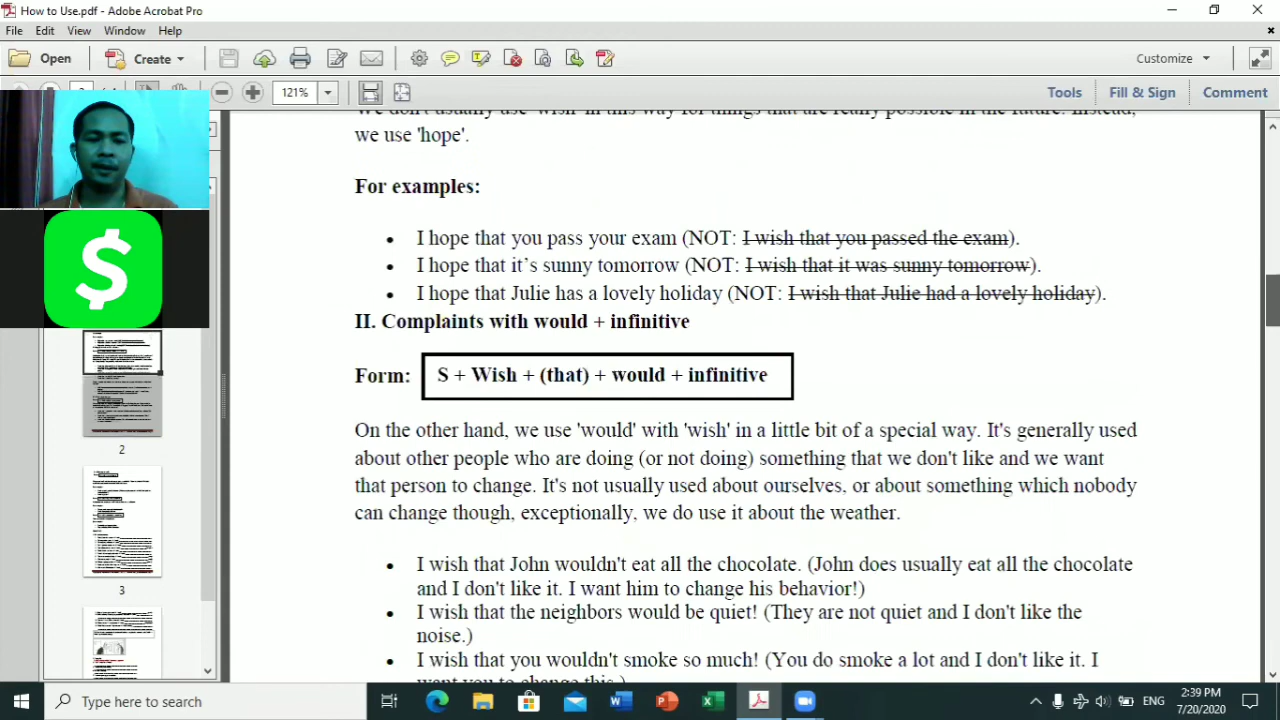 How to Use.pdf - Adobe Acrobat Pro
File Edit View Window Help
Open Create Customize
121% Tools Fill & Sign Comment
we use 'hope'.
For examples:
• I hope that you pass your exam (NOT: I wish that you passed the exam).
• I hope that it's sunny tomorrow (NOT: I wish that it was sunny tomorrow).
• I hope that Julie has a lovely holiday (NOT: I wish that Julie had a lovely holiday).
II. Complaints with would + infinitive
Form: S + Wish + (that) + would + infinitive
On the other hand, we use 'would' with 'wish' in a little bit of a special way. It's generally used
about other people who are doing (or not doing) something that we don't like and we want
that person to change. It's not usually used about ourselves, or about something which nobody
can change though, exceptionally, we do use it about the weather.
• I wish that John wouldn't eat all the chocolate. (John does usually eat all the chocolate
and I don't like it. I want him to change his behavior!)
• I wish that the neighbors would be quiet! (They are not quiet and I don't like the
noise.)
• I wish that you wouldn't smoke so much! (You do smoke a lot and I don't like it. I
$
2
3
Type here to search
ENG
2:39 PM
7/20/2020